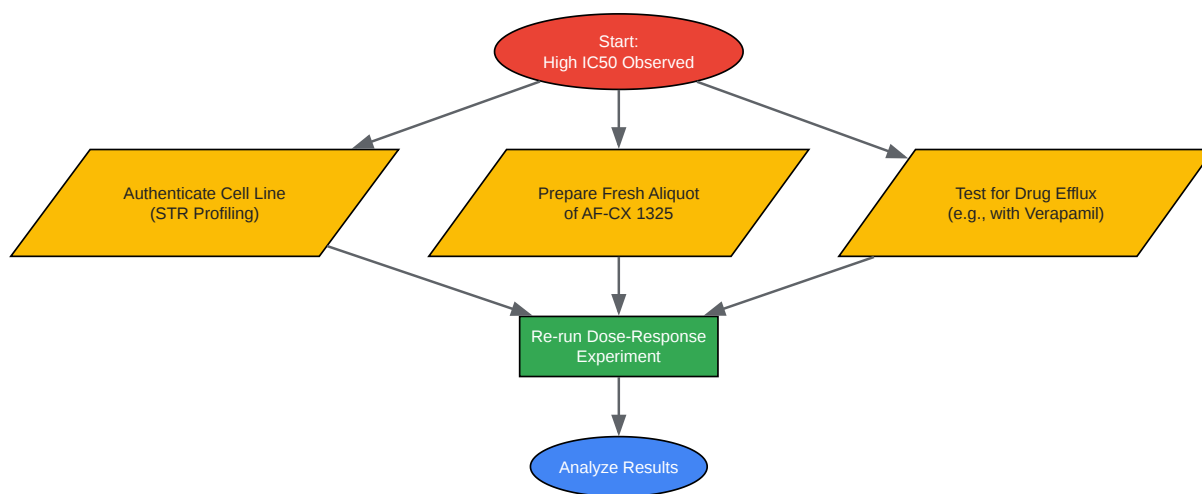 Start:
High IC50 Observed
Authenticate Cell Line
(STR Profiling)
Prepare Fresh Aliquot
of AF-CX 1325
Test for Drug Efflux
(e.g., with Verapamil)
Re-run Dose-Response
Experiment
Analyze Results